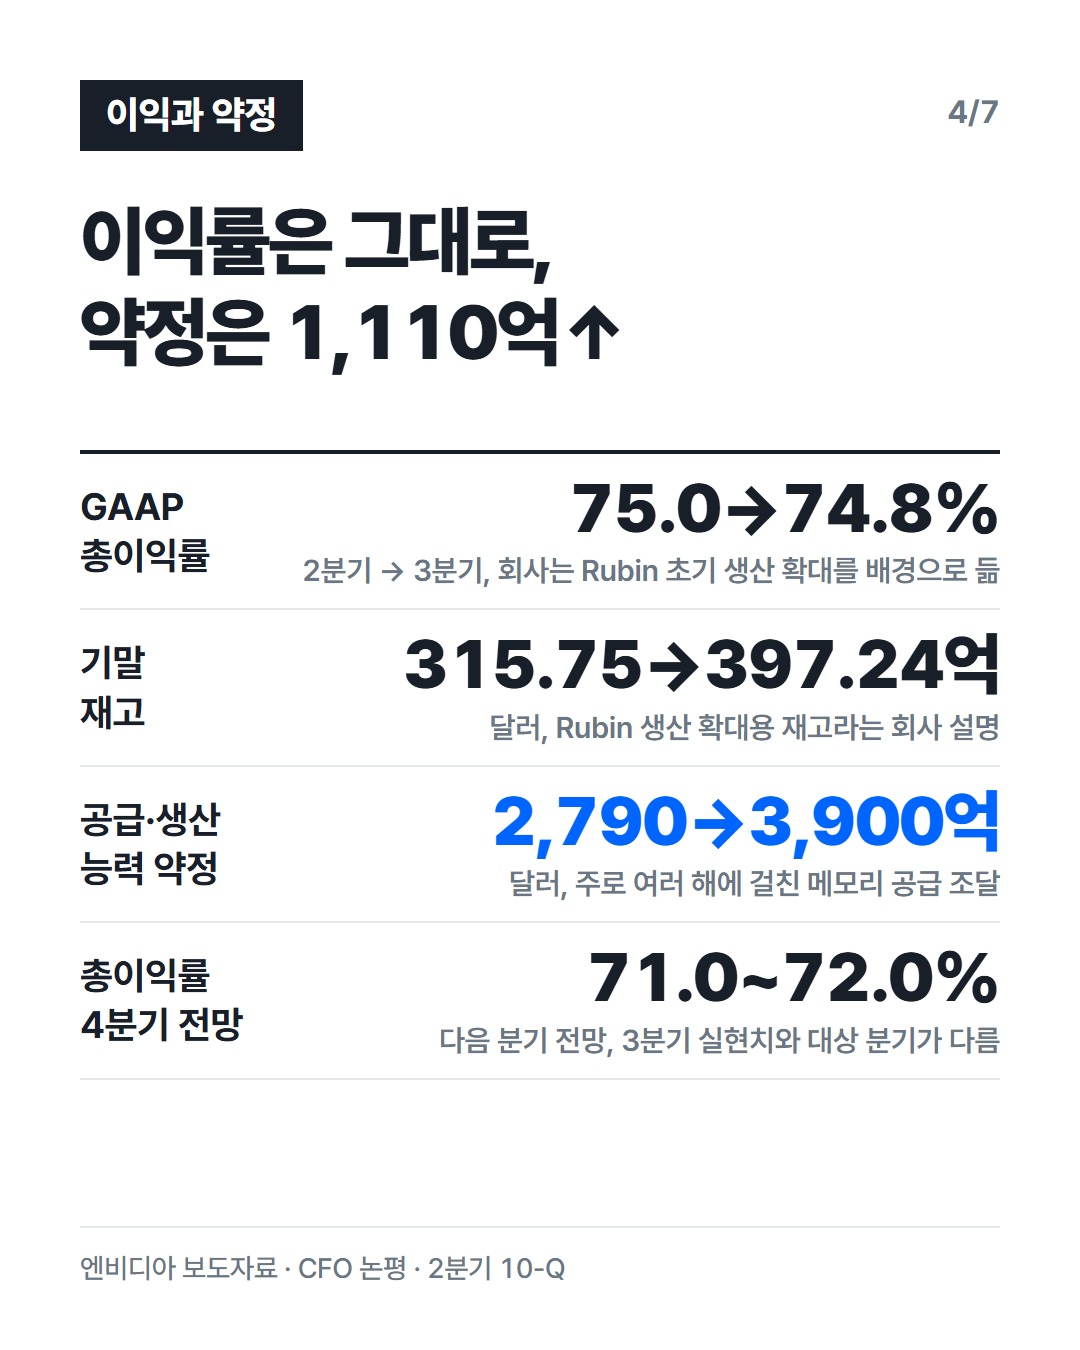 이익과 약정
4/7
이익률은 그대로,
약정은 1,110억↑
GAAP
총이익률
75.0→74.8%
2분기 → 3분기, 회사는 Rubin 초기 생산 확대를 배경으로 듦
기말
재고
315.75→397.24억
달러, Rubin 생산 확대용 재고라는 회사 설명
공급·생산
능력 약정
2,790→3,900억
달러, 주로 여러 해에 걸친 메모리 공급 조달
총이익률
4분기 전망
71.0~72.0%
다음 분기 전망, 3분기 실현치와 대상 분기가 다름
엔비디아 보도자료 · CFO 논평 · 2분기 10-Q